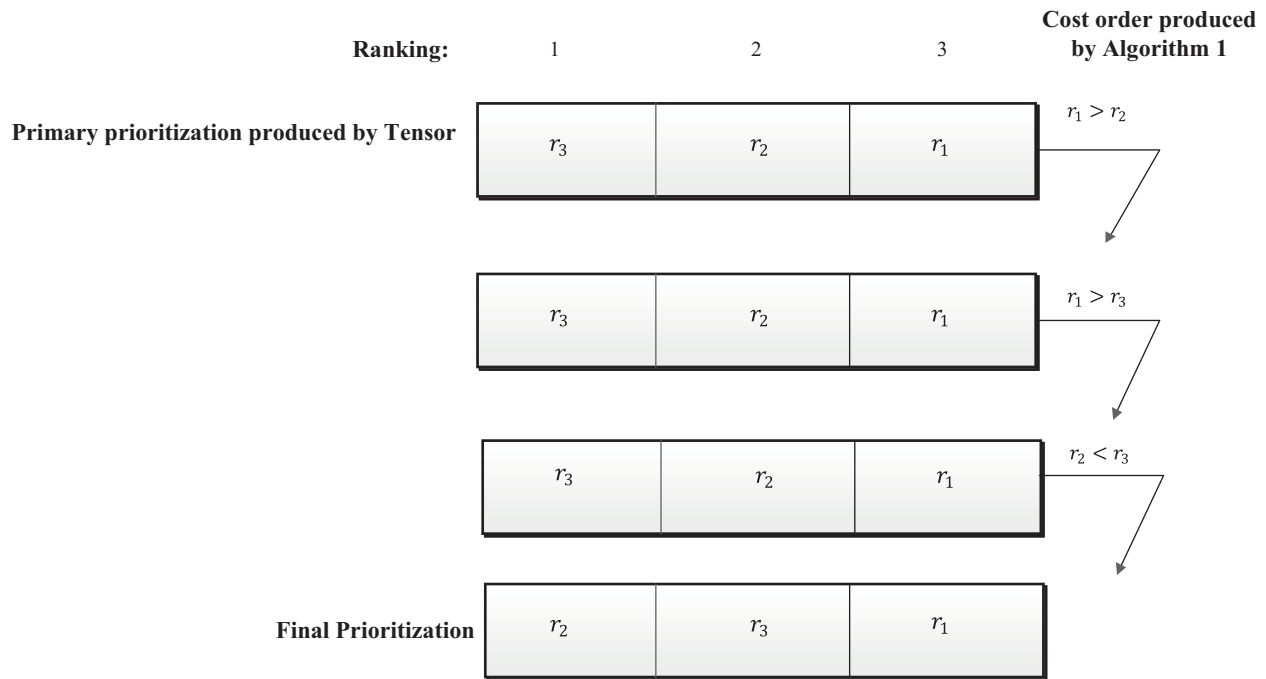 Cost order produced
by Algorithm 1
Ranking: 1 2 3
Primary prioritization produced by Tensor
r₃ r₂ r₁
r₁ > r₂
r₃ r₂ r₁
r₁ > r₃
r₃ r₂ r₁
r₂ < r₃
Final Prioritization
r₂ r₃ r₁